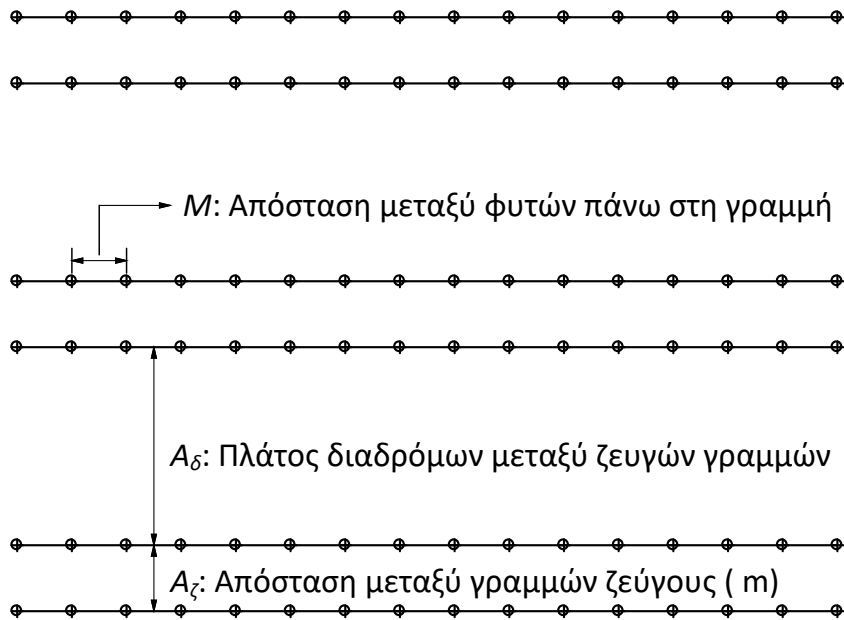 M: Απόσταση μεταξύ φυτών πάνω στη γραμμή
Aδ: Πλάτος διαδρόμων μεταξύ ζευγών γραμμών
Aζ: Απόσταση μεταξύ γραμμών ζεύγους ( m)